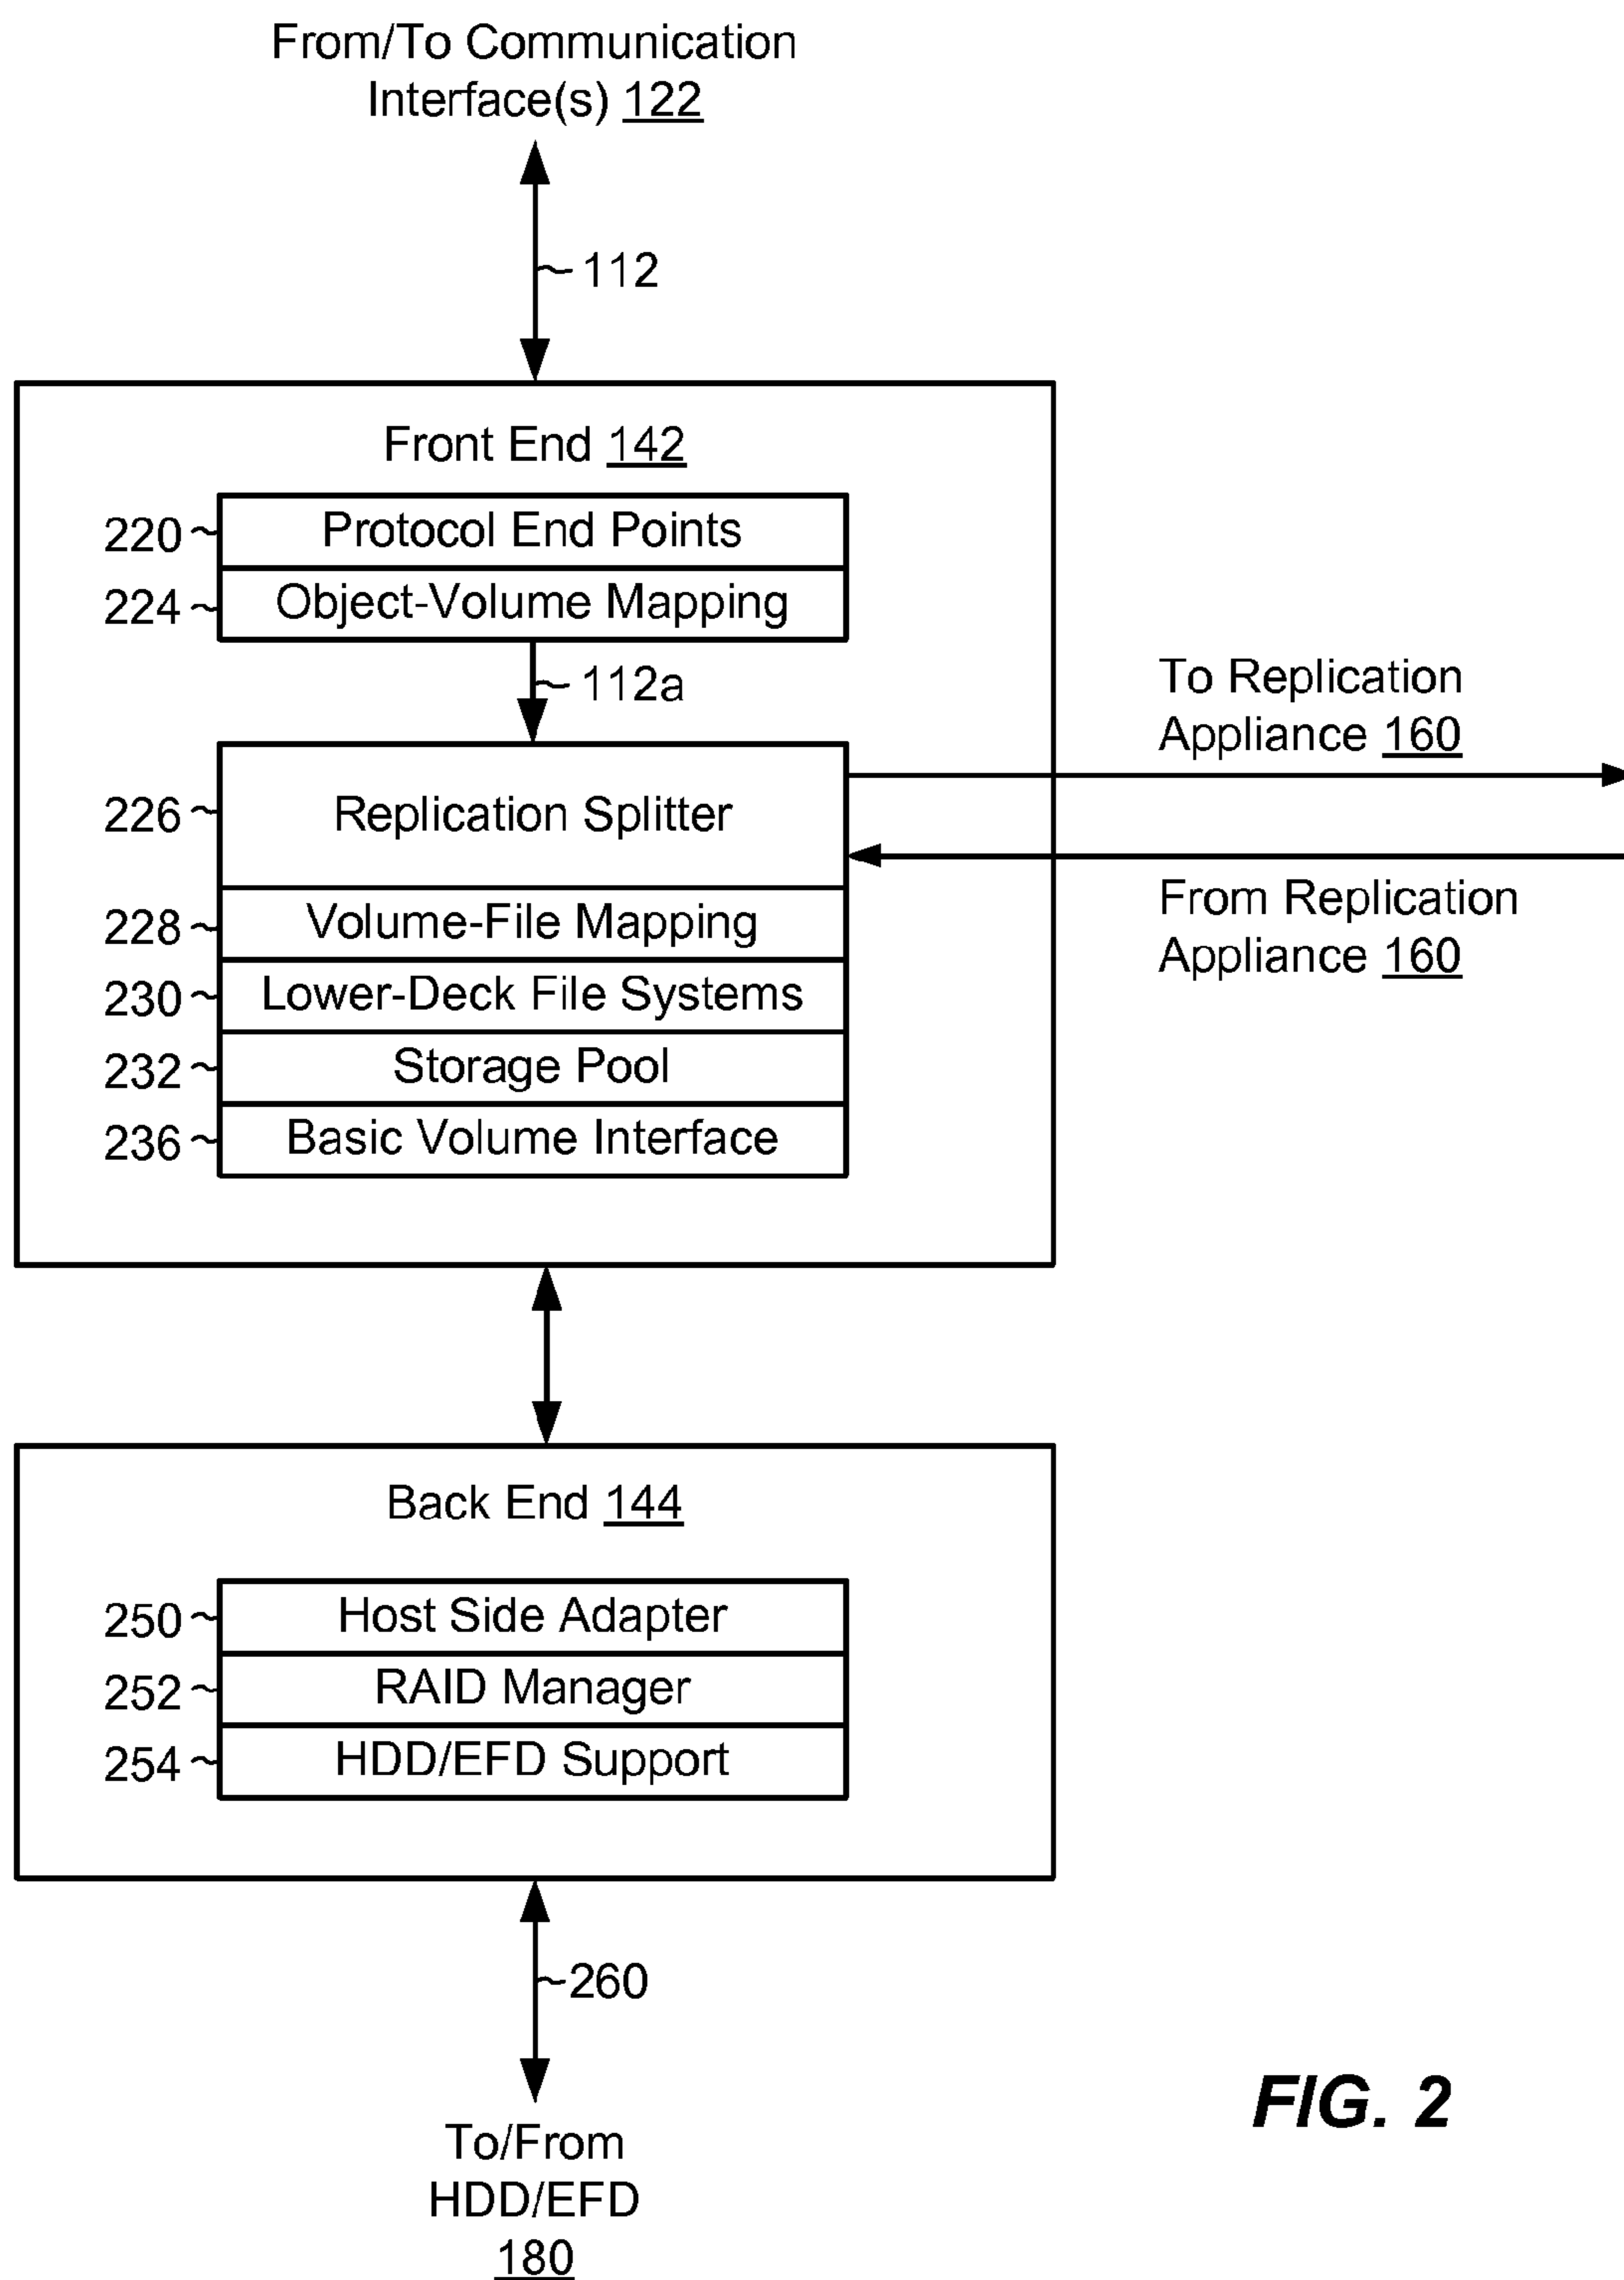 From/To Communication
Interface(s) 122
112
Front End 142
220 Protocol End Points
224 Object-Volume Mapping
112a
To Replication
Appliance 160
226 Replication Splitter
From Replication
Appliance 160
228 Volume-File Mapping
230 Lower-Deck File Systems
232 Storage Pool
236 Basic Volume Interface
Back End 144
250 Host Side Adapter
252 RAID Manager
254 HDD/EFD Support
260
To/From
HDD/EFD
180
FIG. 2